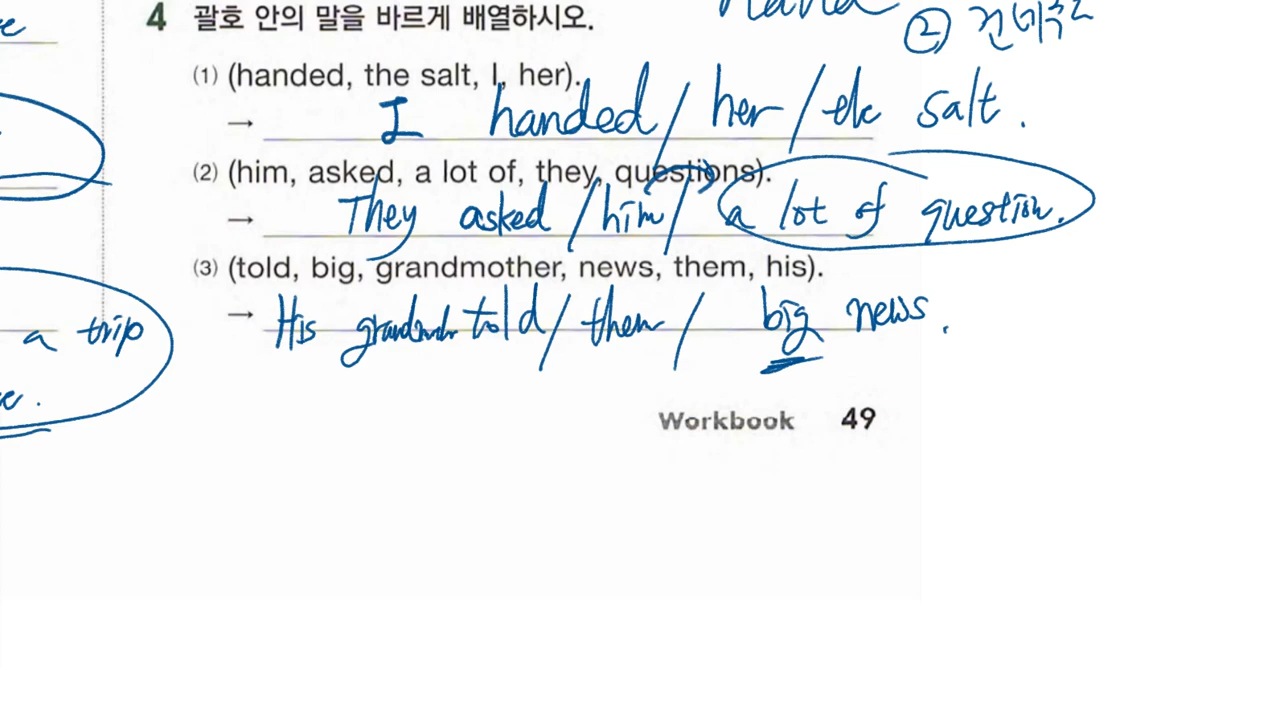 4 괄호 안의 말을 바르게 배열하시오.
② 건네주다
(1) (handed, the salt, I, her).
→ I handed / her / the salt.
(2) (him, asked, a lot of, they, questions).
→ They asked / him / a lot of question.
(3) (told, big, grandmother, news, them, his).
→ His grandmother told / them / big news.
a trip
Workbook 49